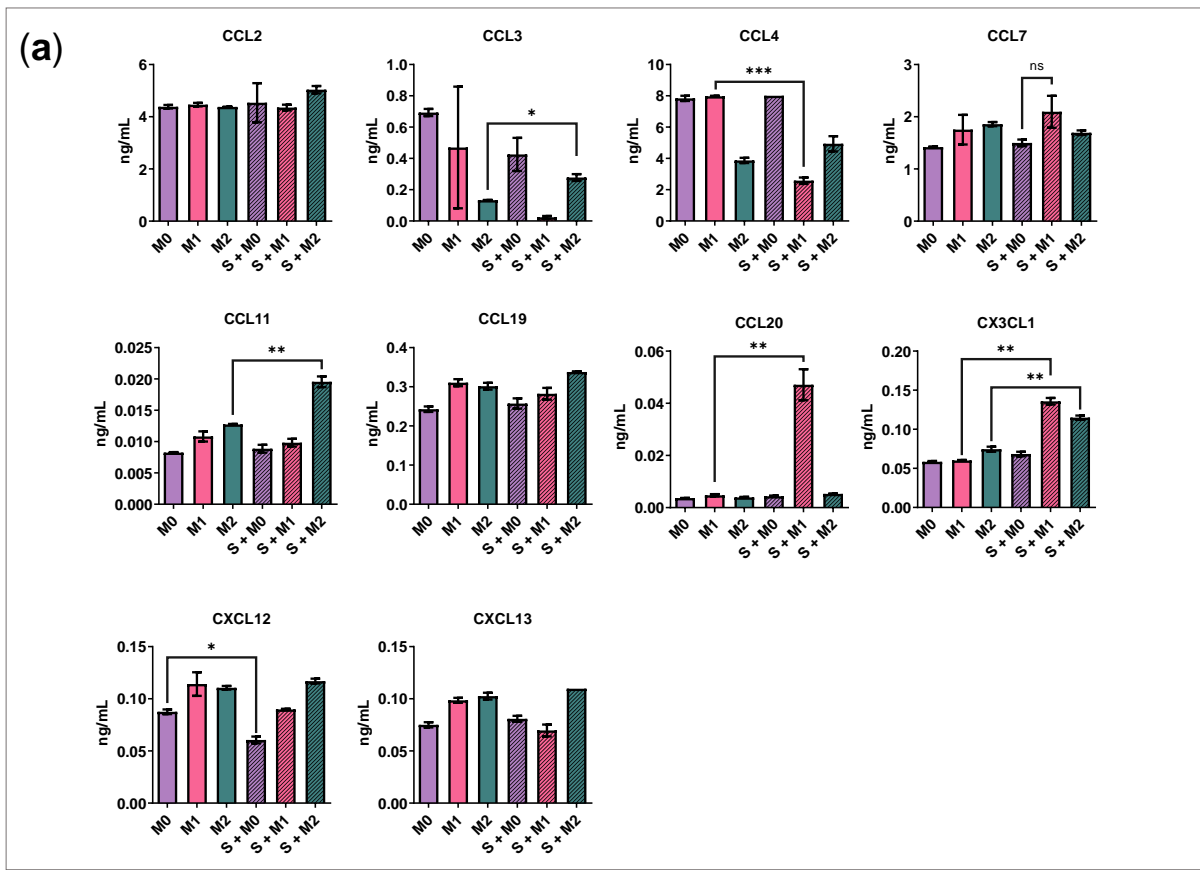 (a)
CCL2
CCL3
CCL4
CCL7
ng/mL
6
4
2
0
M0 M1 M2 S + M0 S + M1 S + M2
ng/mL
1.0
0.8
0.6
0.4
0.2
0.0
*
M0 M1 M2 S + M0 S + M1 S + M2
ng/mL
10
8
6
4
2
0
***
M0 M1 M2 S + M0 S + M1 S + M2
ng/mL
3
2
1
0
ns
M0 M1 M2 S + M0 S + M1 S + M2
CCL11
CCL19
CCL20
CX3CL1
ng/mL
0.025
0.020
0.015
0.010
0.005
0.000
**
M0 M1 M2 S + M0 S + M1 S + M2
ng/mL
0.4
0.3
0.2
0.1
0.0
M0 M1 M2 S + M0 S + M1 S + M2
ng/mL
0.06
0.04
0.02
0.00
**
M0 M1 M2 S + M0 S + M1 S + M2
ng/mL
0.20
0.15
0.10
0.05
0.00
**
**
M0 M1 M2 S + M0 S + M1 S + M2
CXCL12
CXCL13
ng/mL
0.15
0.10
0.05
0.00
*
M0 M1 M2 S + M0 S + M1 S + M2
ng/mL
0.15
0.10
0.05
0.00
M0 M1 M2 S + M0 S + M1 S + M2